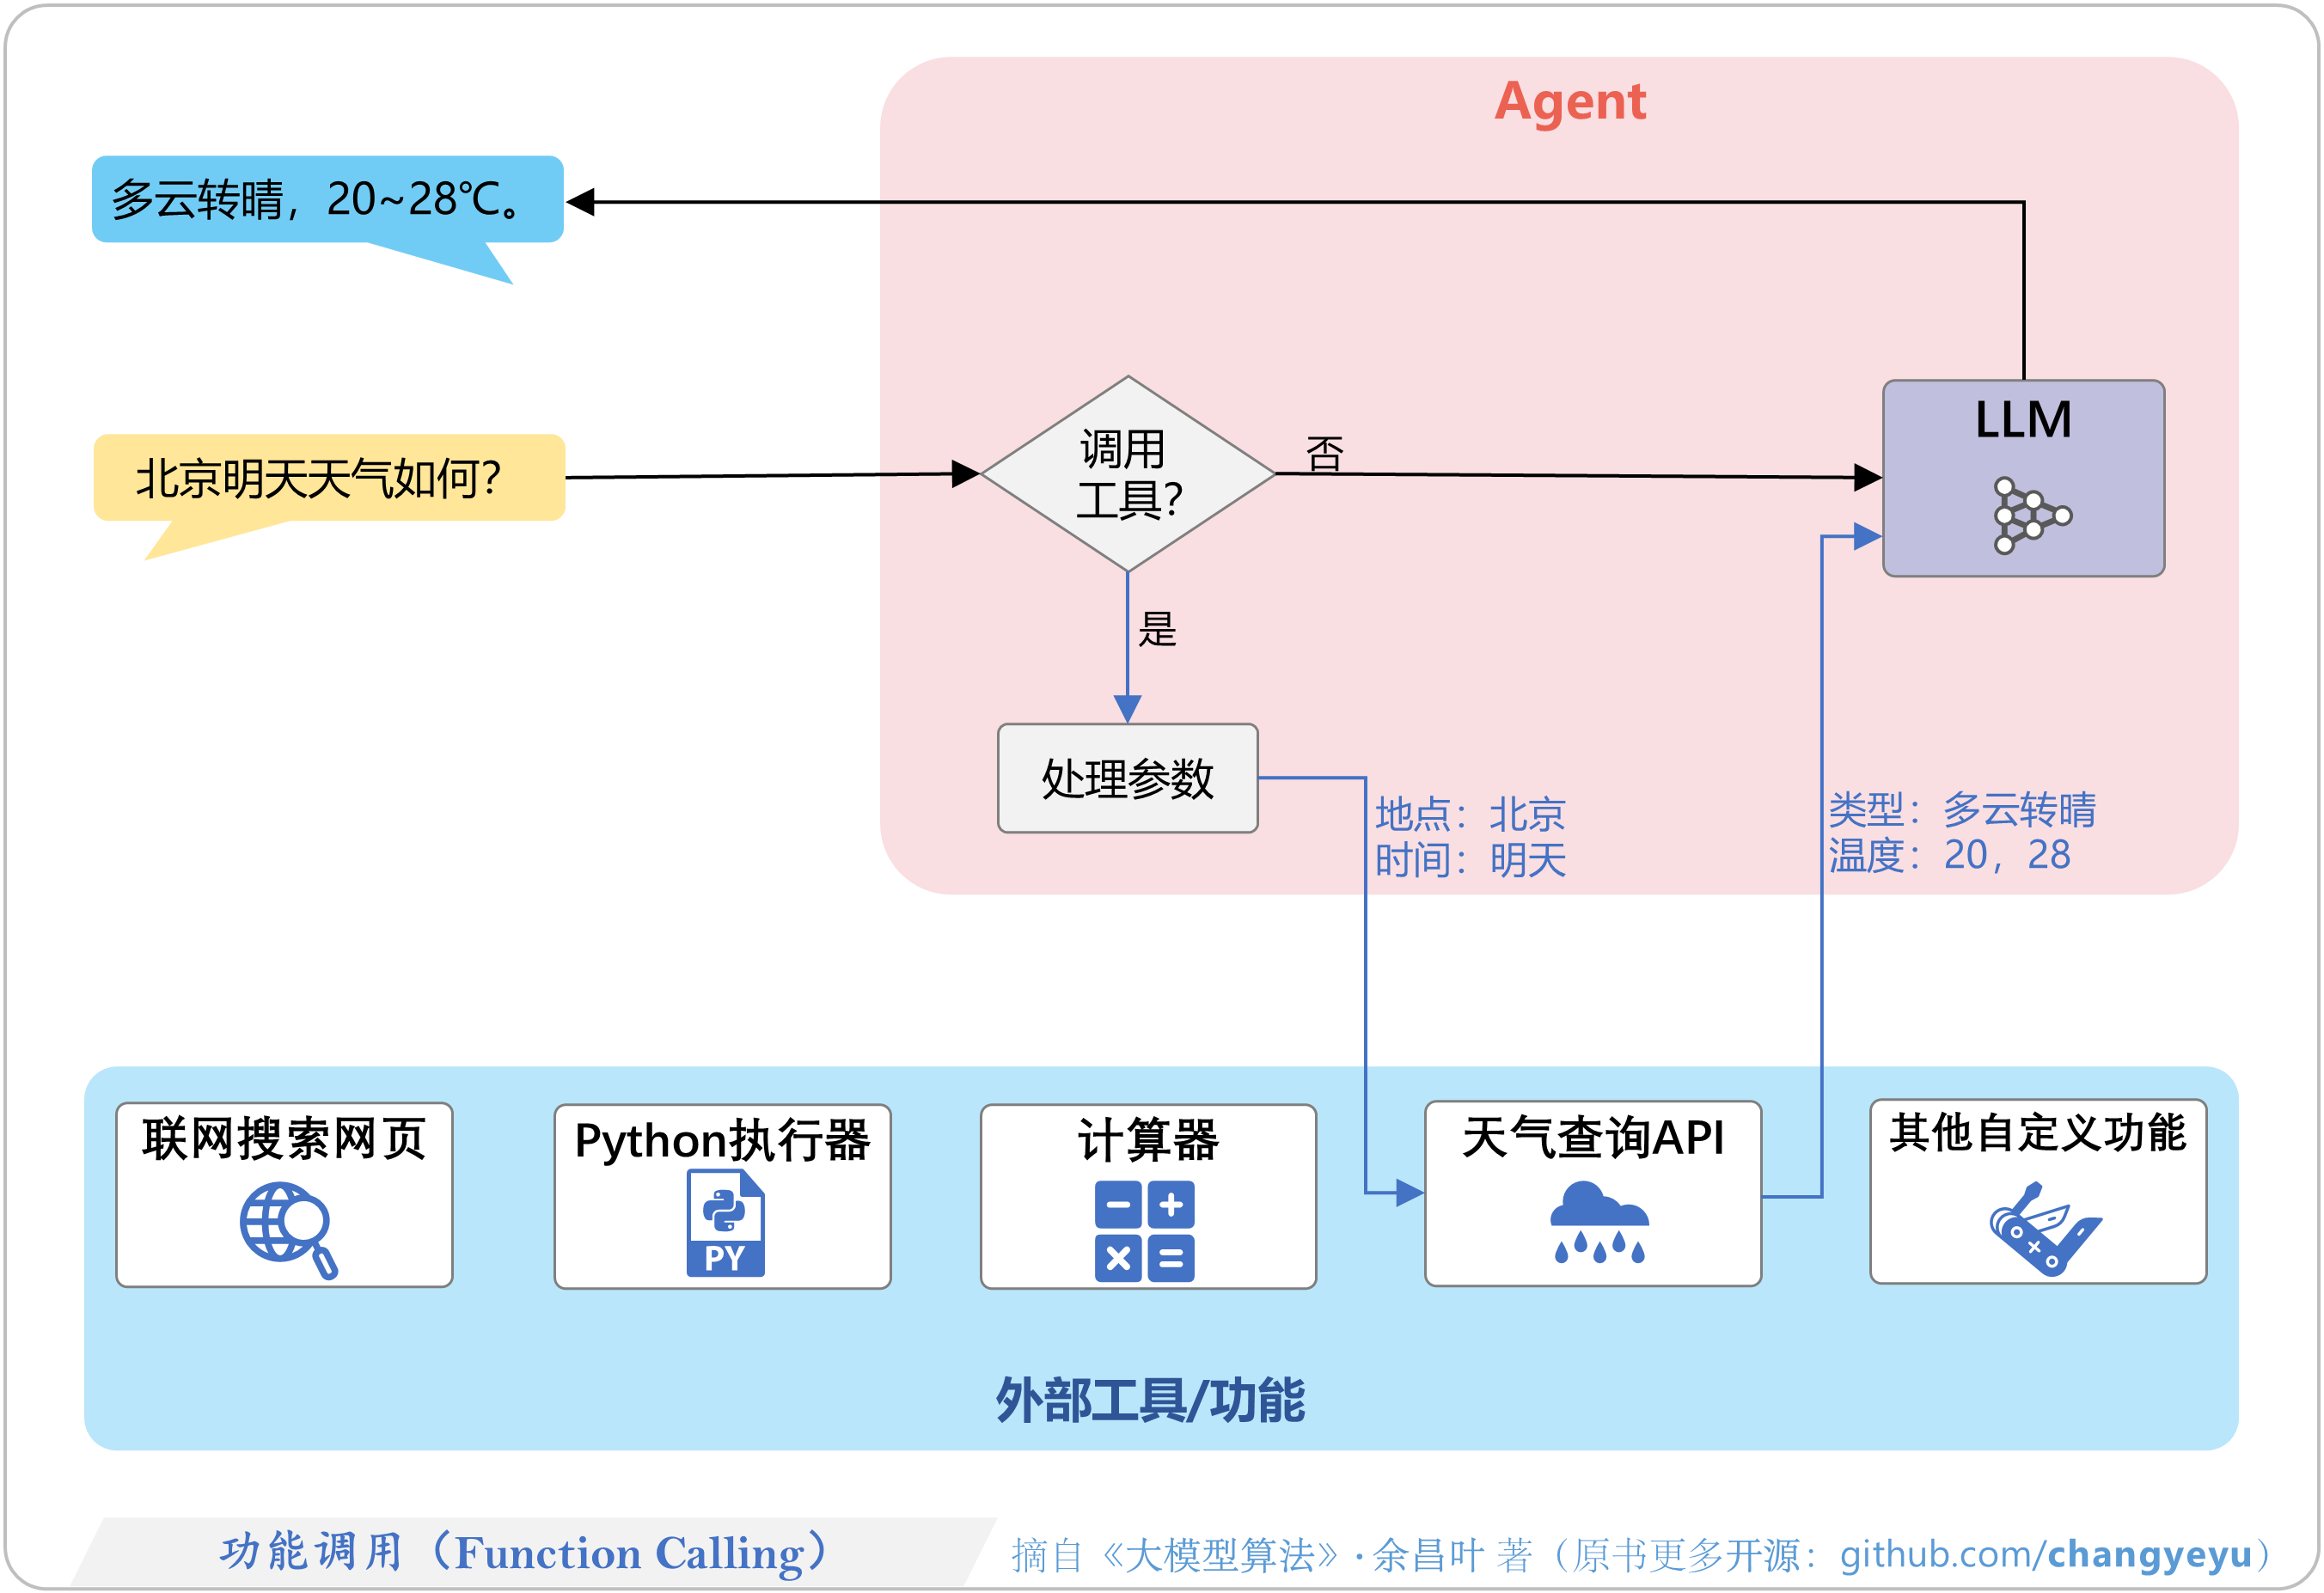 Agent
多云转晴，20~28℃。
北京明天天气如何？
调用
工具？
否
LLM
是
处理参数
地点：北京
时间：明天
类型：多云转晴
温度：20，28
联网搜索网页
Python执行器
PY
计算器
天气查询API
其他自定义功能
外部工具/功能
功能调用（Function Calling）
摘自《大模型算法》·余昌叶 著（原书更多开源：github.com/changyeyu）